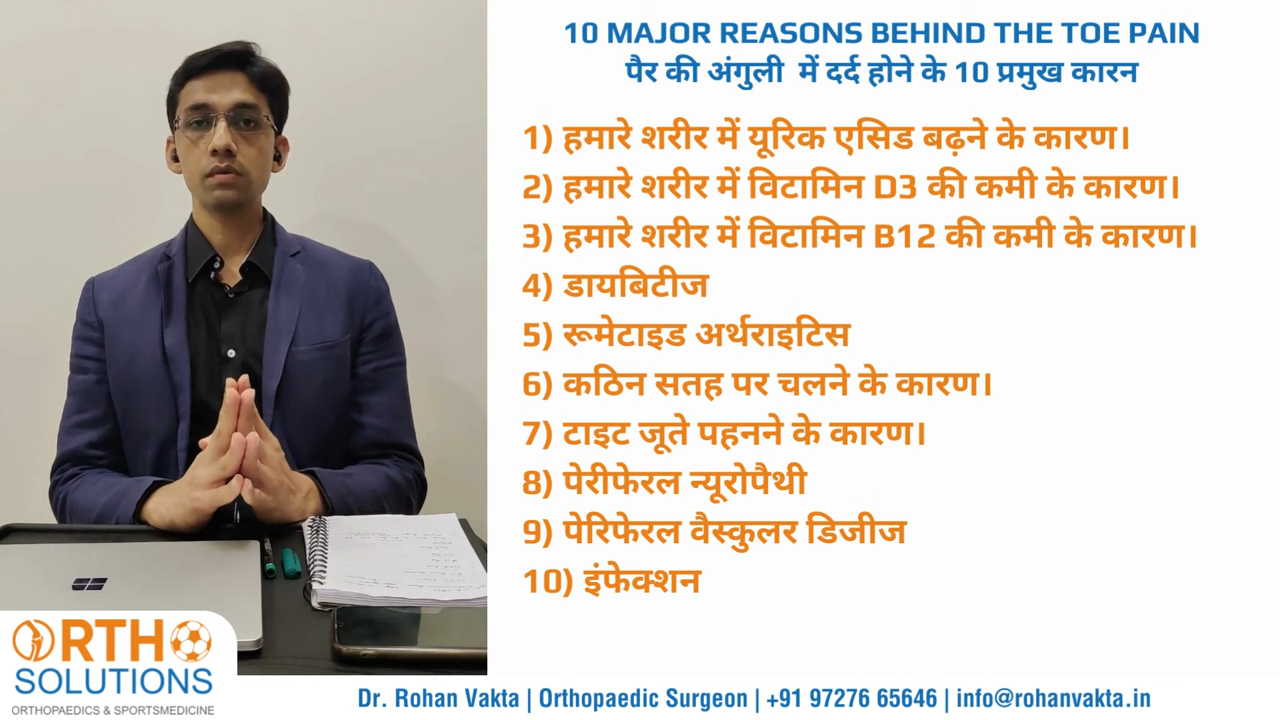 10 MAJOR REASONS BEHIND THE TOE PAIN
पैर की अंगुली में दर्द होने के 10 प्रमुख कारन
1) हमारे शरीर में यूरिक एसिड बढ़ने के कारण।
2) हमारे शरीर में विटामिन D3 की कमी के कारण।
3) हमारे शरीर में विटामिन B12 की कमी के कारण।
4) डायबिटीज
5) रूमेटाइड अर्थराइटिस
6) कठिन सतह पर चलने के कारण।
7) टाइट जूते पहनने के कारण।
8) पेरीफेरल न्यूरोपैथी
9) पेरिफेरल वैस्कुलर डिजीज
10) इंफेक्शन
ORTHO
SOLUTIONS
ORTHOPAEDICS & SPORTSMEDICINE
Dr. Rohan Vakta | Orthopaedic Surgeon | +91 97276 65646 | info@rohanvakta.in